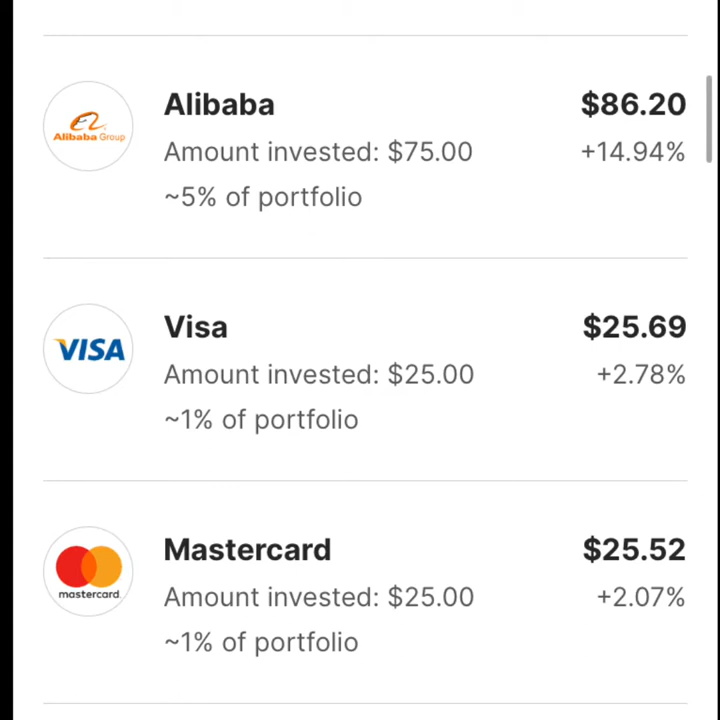 Alibaba Group
Alibaba
$86.20
Amount invested: $75.00
+14.94%
~5% of portfolio
VISA
Visa
$25.69
Amount invested: $25.00
+2.78%
~1% of portfolio
mastercard
Mastercard
$25.52
Amount invested: $25.00
+2.07%
~1% of portfolio